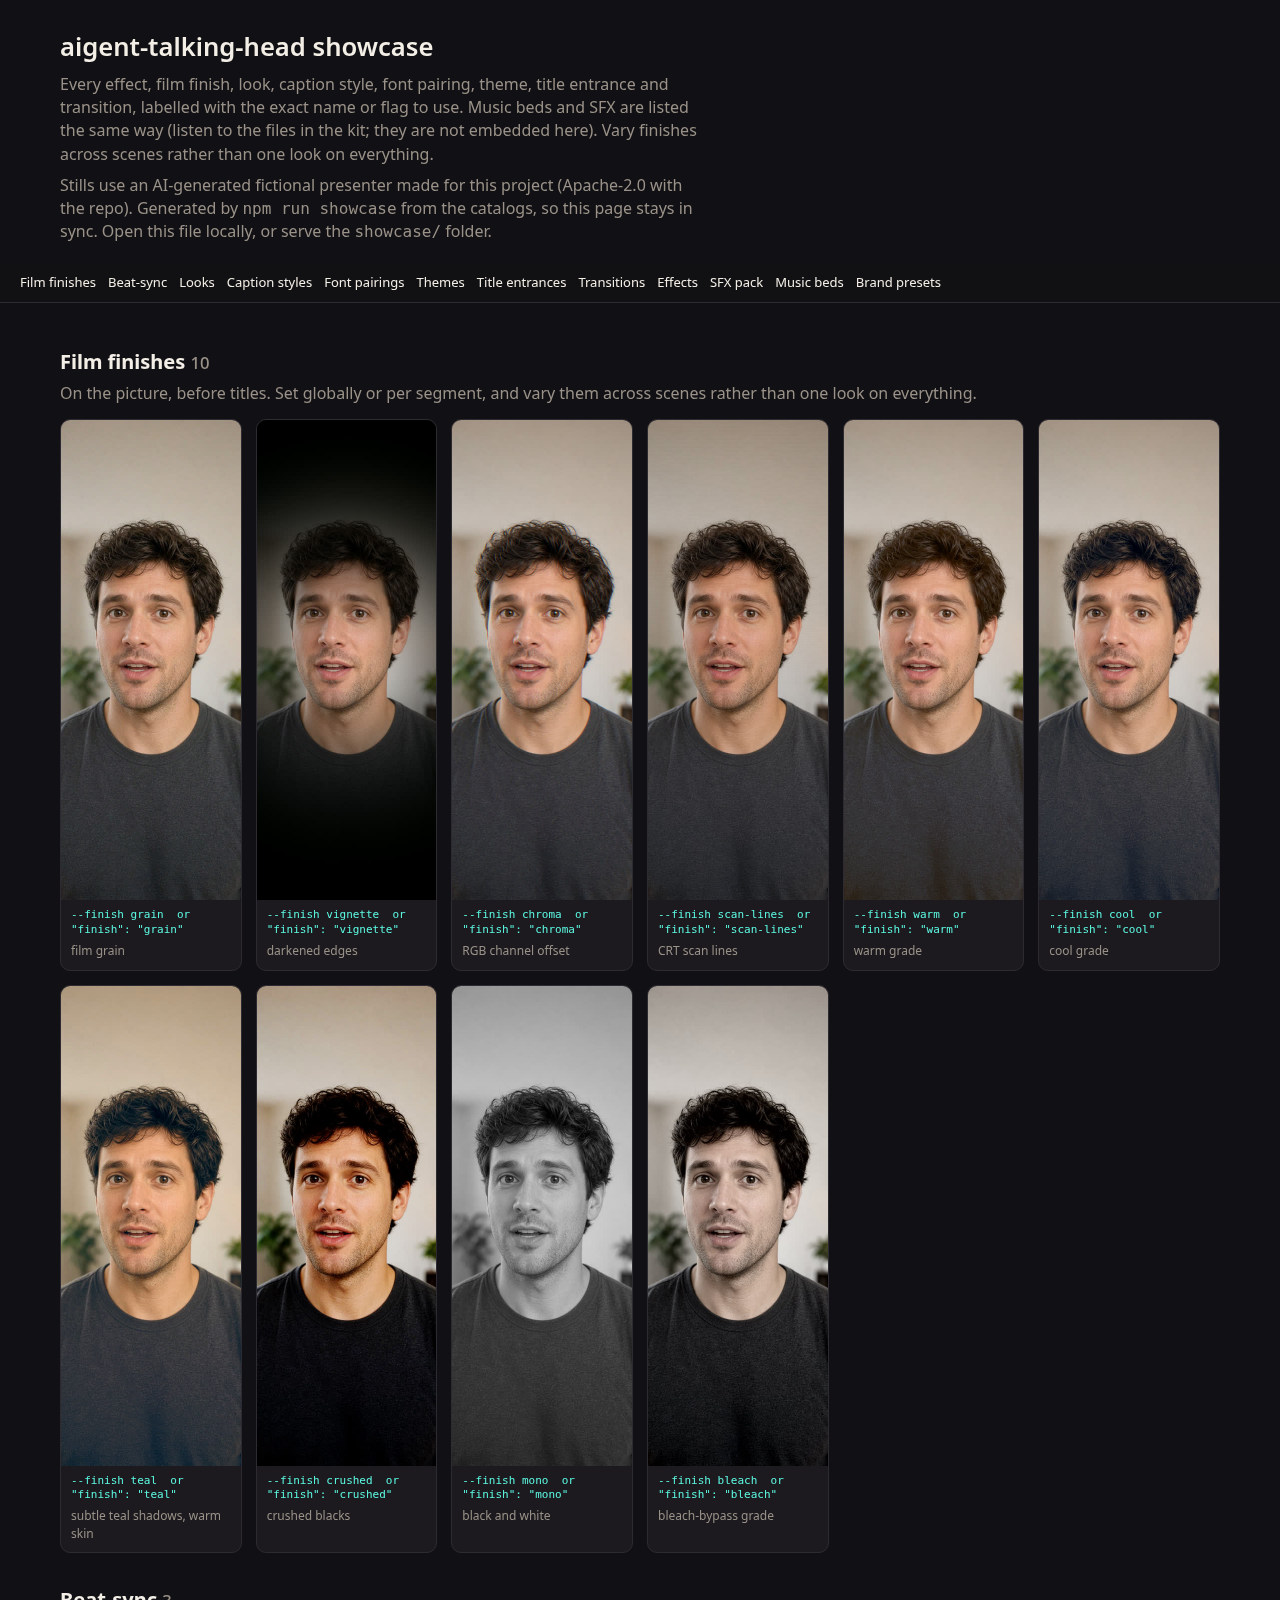 aigent-talking-head showcase
Every effect, film finish, look, caption style, font pairing, theme, title entrance and
transition, labelled with the exact name or flag to use. Music beds and SFX are listed
the same way (listen to the files in the kit; they are not embedded here). Vary finishes
across scenes rather than one look on everything.
Stills use an AI-generated fictional presenter made for this project (Apache-2.0 with
the repo). Generated by npm run showcase from the catalogs, so this page stays in
sync. Open this file locally, or serve the showcase/ folder.
Film finishes Beat-sync Looks Caption styles Font pairings Themes Title entrances Transitions Effects SFX pack Music beds Brand presets
Film finishes 10
On the picture, before titles. Set globally or per segment, and vary them across scenes rather than one look on everything.
--finish grain or
"finish": "grain"
film grain
--finish vignette or
"finish": "vignette"
darkened edges
--finish chroma or
"finish": "chroma"
RGB channel offset
--finish scan-lines or
"finish": "scan-lines"
CRT scan lines
--finish warm or
"finish": "warm"
warm grade
--finish cool or
"finish": "cool"
cool grade
--finish teal or
"finish": "teal"
subtle teal shadows, warm
skin
--finish crushed or
"finish": "crushed"
crushed blacks
--finish mono or
"finish": "mono"
black and white
--finish bleach or
"finish": "bleach"
bleach-bypass grade
Beat-sync